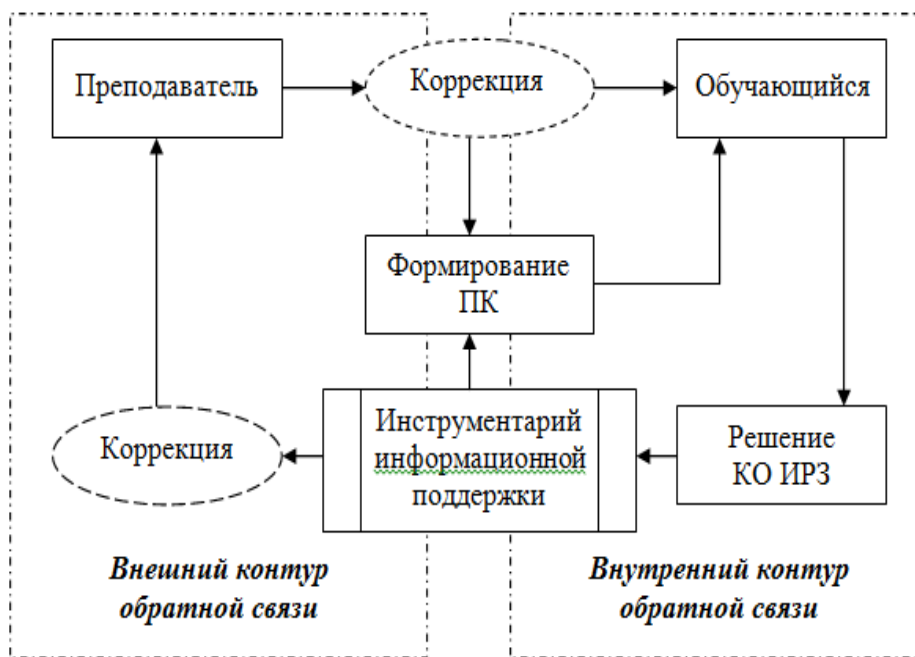 Преподаватель
Коррекция
Обучающийся
Формирование
ПК
Коррекция
Инструментарий
информационной
поддержки
Решение
КО ИРЗ
Внешний контур
обратной связи
Внутренний контур
обратной связи